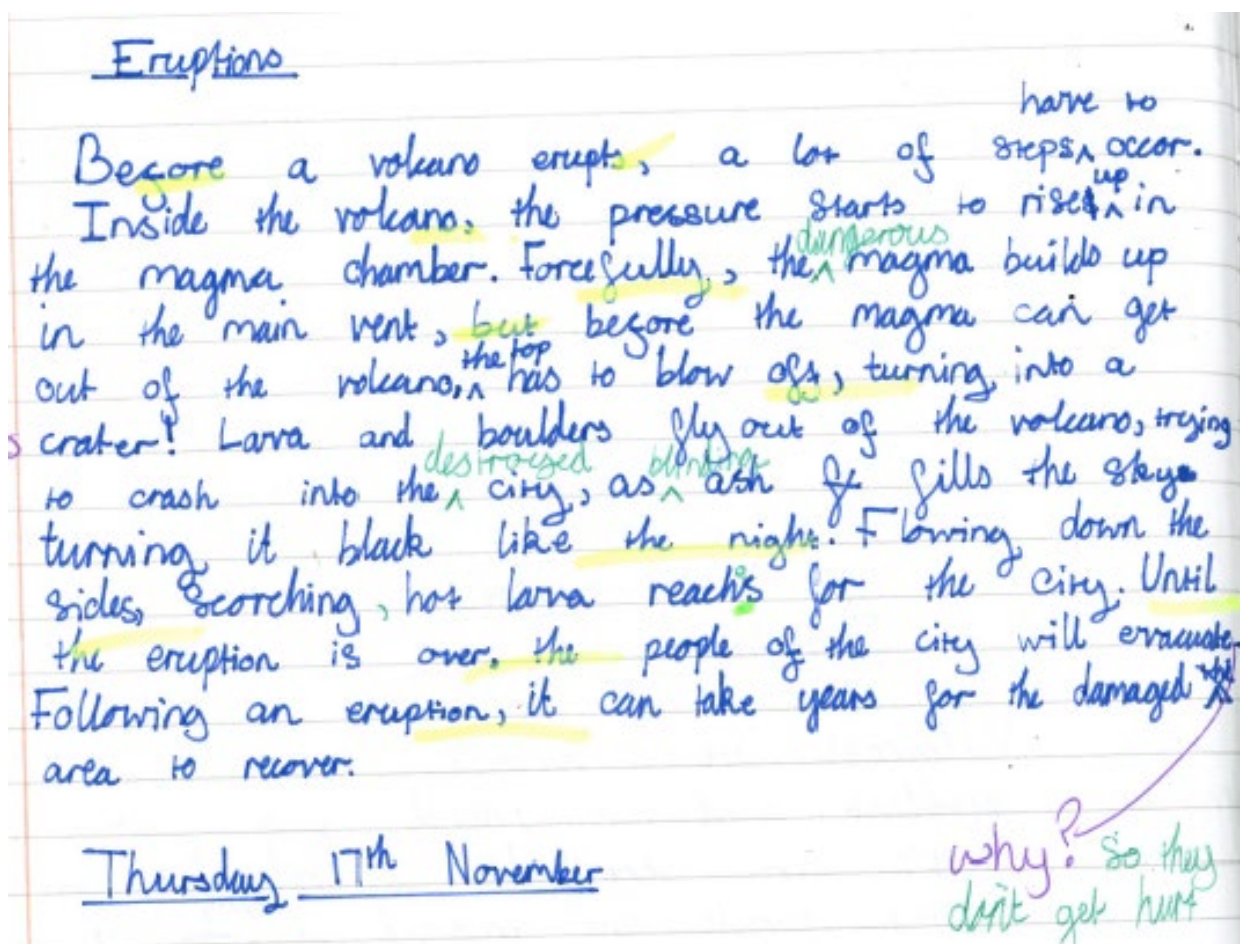 Eruptions
have to
Before a volcano erupts, a lot of steps ^ occor.
up
Inside the volcano, the pressure starts to rise ^ in
dangerous
the magma chamber. Forcefully, the ^ magma builds up
in the main vent, but before the magma can get
the top
out of the volcano, ^ has to blow off, turning into a
crater! Larva and boulders fly out of the volcano, trying
destroyed blinding
to crash into the ^ city, as ^ ash fills the sky
turning it black like the night. Flowing down the
sides, scorching, hot larva reachs for the city. Until
the eruption is over, the people of the city will evacuate.
Following an eruption, it can take years for the damaged
area to recover.
Thursday 17th November
why? So they
don't get hurt